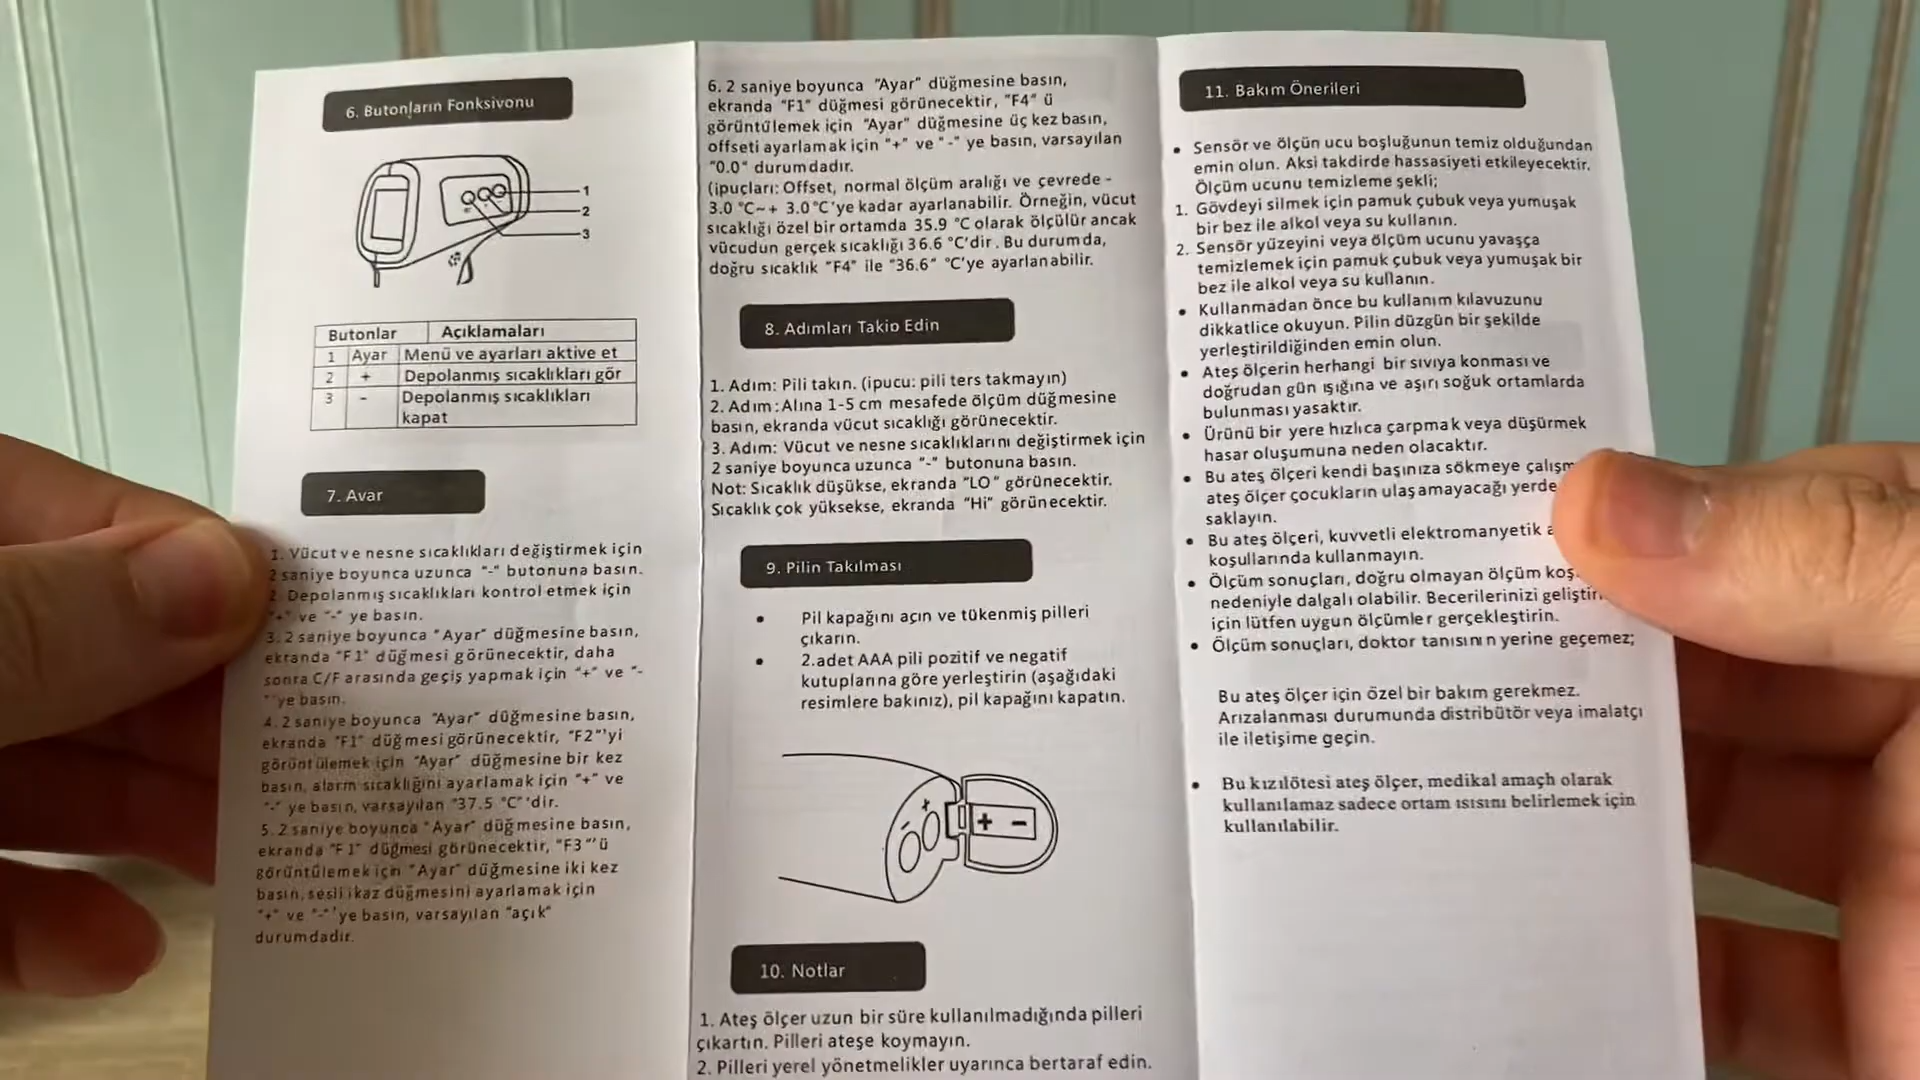 6. Butonların Fonksiyonu
1
2
3
Butonlar Açıklamaları
1 Ayar Menü ve ayarları aktive et
2 + Depolanmış sıcaklıkları gör
3 - Depolanmış sıcaklıkları
kapat
7. Ayar
1. Vücut ve nesne sıcaklıkları değiştirmek için
2 saniye boyunca uzunca "-" butonuna basın.
2. Depolanmış sıcaklıkları kontrol etmek için
"+" ve "-" ye basın.
3. 2 saniye boyunca "Ayar" düğmesine basın,
ekranda "F1" düğmesi görünecektir, daha
sonra C/F arasında geçiş yapmak için "+" ve "-
"'ye basın.
4. 2 saniye boyunca "Ayar" düğmesine basın,
ekranda "F1" düğmesi görünecektir, "F2"'yi
görüntülemek için "Ayar" düğmesine bir kez
basın, alarm sıcaklığını ayarlamak için "+" ve
"-" ye basın, varsayılan "37.5 °C"'dir.
5. 2 saniye boyunca "Ayar" düğmesine basın,
ekranda "F1" düğmesi görünecektir, "F3"'ü
görüntülemek için "Ayar" düğmesine iki kez
basın, sesli ikaz düğmesini ayarlamak için
"+" ve "-"'ye basın, varsayılan "açık"
durumdadır.
6. 2 saniye boyunca "Ayar" düğmesine basın,
ekranda "F1" düğmesi görünecektir, "F4" ü
görüntülemek için "Ayar" düğmesine üç kez basın,
offseti ayarlamak için "+" ve "-" ye basın, varsayılan
"0.0" durumdadır.
(ipuçları: Offset, normal ölçüm aralığı ve çevrede -
3.0 °C~+ 3.0 °C'ye kadar ayarlanabilir. Örneğin, vücut
sıcaklığı özel bir ortamda 35.9 °C olarak ölçülür ancak
vücudun gerçek sıcaklığı 36.6 °C'dir. Bu durumda,
doğru sıcaklık "F4" ile "36.6" °C'ye ayarlanabilir.
8. Adımları Takip Edin
1. Adım: Pili takın. (ipucu: pili ters takmayın)
2. Adım: Alına 1-5 cm mesafede ölçüm düğmesine
basın, ekranda vücut sıcaklığı görünecektir.
3. Adım: Vücut ve nesne sıcaklıklarını değiştirmek için
2 saniye boyunca uzunca "-" butonuna basın.
Not: Sıcaklık düşükse, ekranda "LO" görünecektir.
Sıcaklık çok yüksekse, ekranda "Hi" görünecektir.
9. Pilin Takılması
• Pil kapağını açın ve tükenmiş pilleri
çıkarın.
• 2.adet AAA pili pozitif ve negatif
kutuplarına göre yerleştirin (aşağıdaki
resimlere bakınız), pil kapağını kapatın.
+ -
+ -
10. Notlar
1. Ateş ölçer uzun bir süre kullanılmadığında pilleri
çıkartın. Pilleri ateşe koymayın.
2. Pilleri yerel yönetmelikler uyarınca bertaraf edin.
11. Bakım Önerileri
• Sensör ve ölçün ucu boşluğunun temiz olduğundan
emin olun. Aksi takdirde hassasiyeti etkileyecektir.
Ölçüm ucunu temizleme şekli;
1. Gövdeyi silmek için pamuk çubuk veya yumuşak
bir bez ile alkol veya su kullanın.
2. Sensör yüzeyini veya ölçüm ucunu yavaşça
temizlemek için pamuk çubuk veya yumuşak bir
bez ile alkol veya su kullanın.
• Kullanmadan önce bu kullanım kılavuzunu
dikkatlice okuyun. Pilin düzgün bir şekilde
yerleştirildiğinden emin olun.
• Ateş ölçerin herhangi bir sıvıya konması ve
doğrudan gün ışığına ve aşırı soğuk ortamlarda
bulunması yasaktır.
• Ürünü bir yere hızlıca çarpmak veya düşürmek
hasar oluşumuna neden olacaktır.
• Bu ateş ölçeri kendi başınıza sökmeye
ateş ölçer çocukların ulaşamayacağı yerde
saklayın.
• Bu ateş ölçeri, kuvvetli elektromanyetik
koşullarında kullanmayın.
• Ölçüm sonuçları, doğru olmayan ölçüm
nedeniyle dalgalı olabilir. Becerilerinizi
için lütfen uygun ölçümler gerçekleştirin.
• Ölçüm sonuçları, doktor tanısının yerine geçemez;
Bu ateş ölçer için özel bir bakım gerekmez.
Arızalanması durumunda distribütör veya imalatçı
ile iletişime geçin.
• Bu kızılötesi ateş ölçer, medikal amaçlı olarak
kullanılamaz sadece ortam ısısını belirlemek için
kullanılabilir.